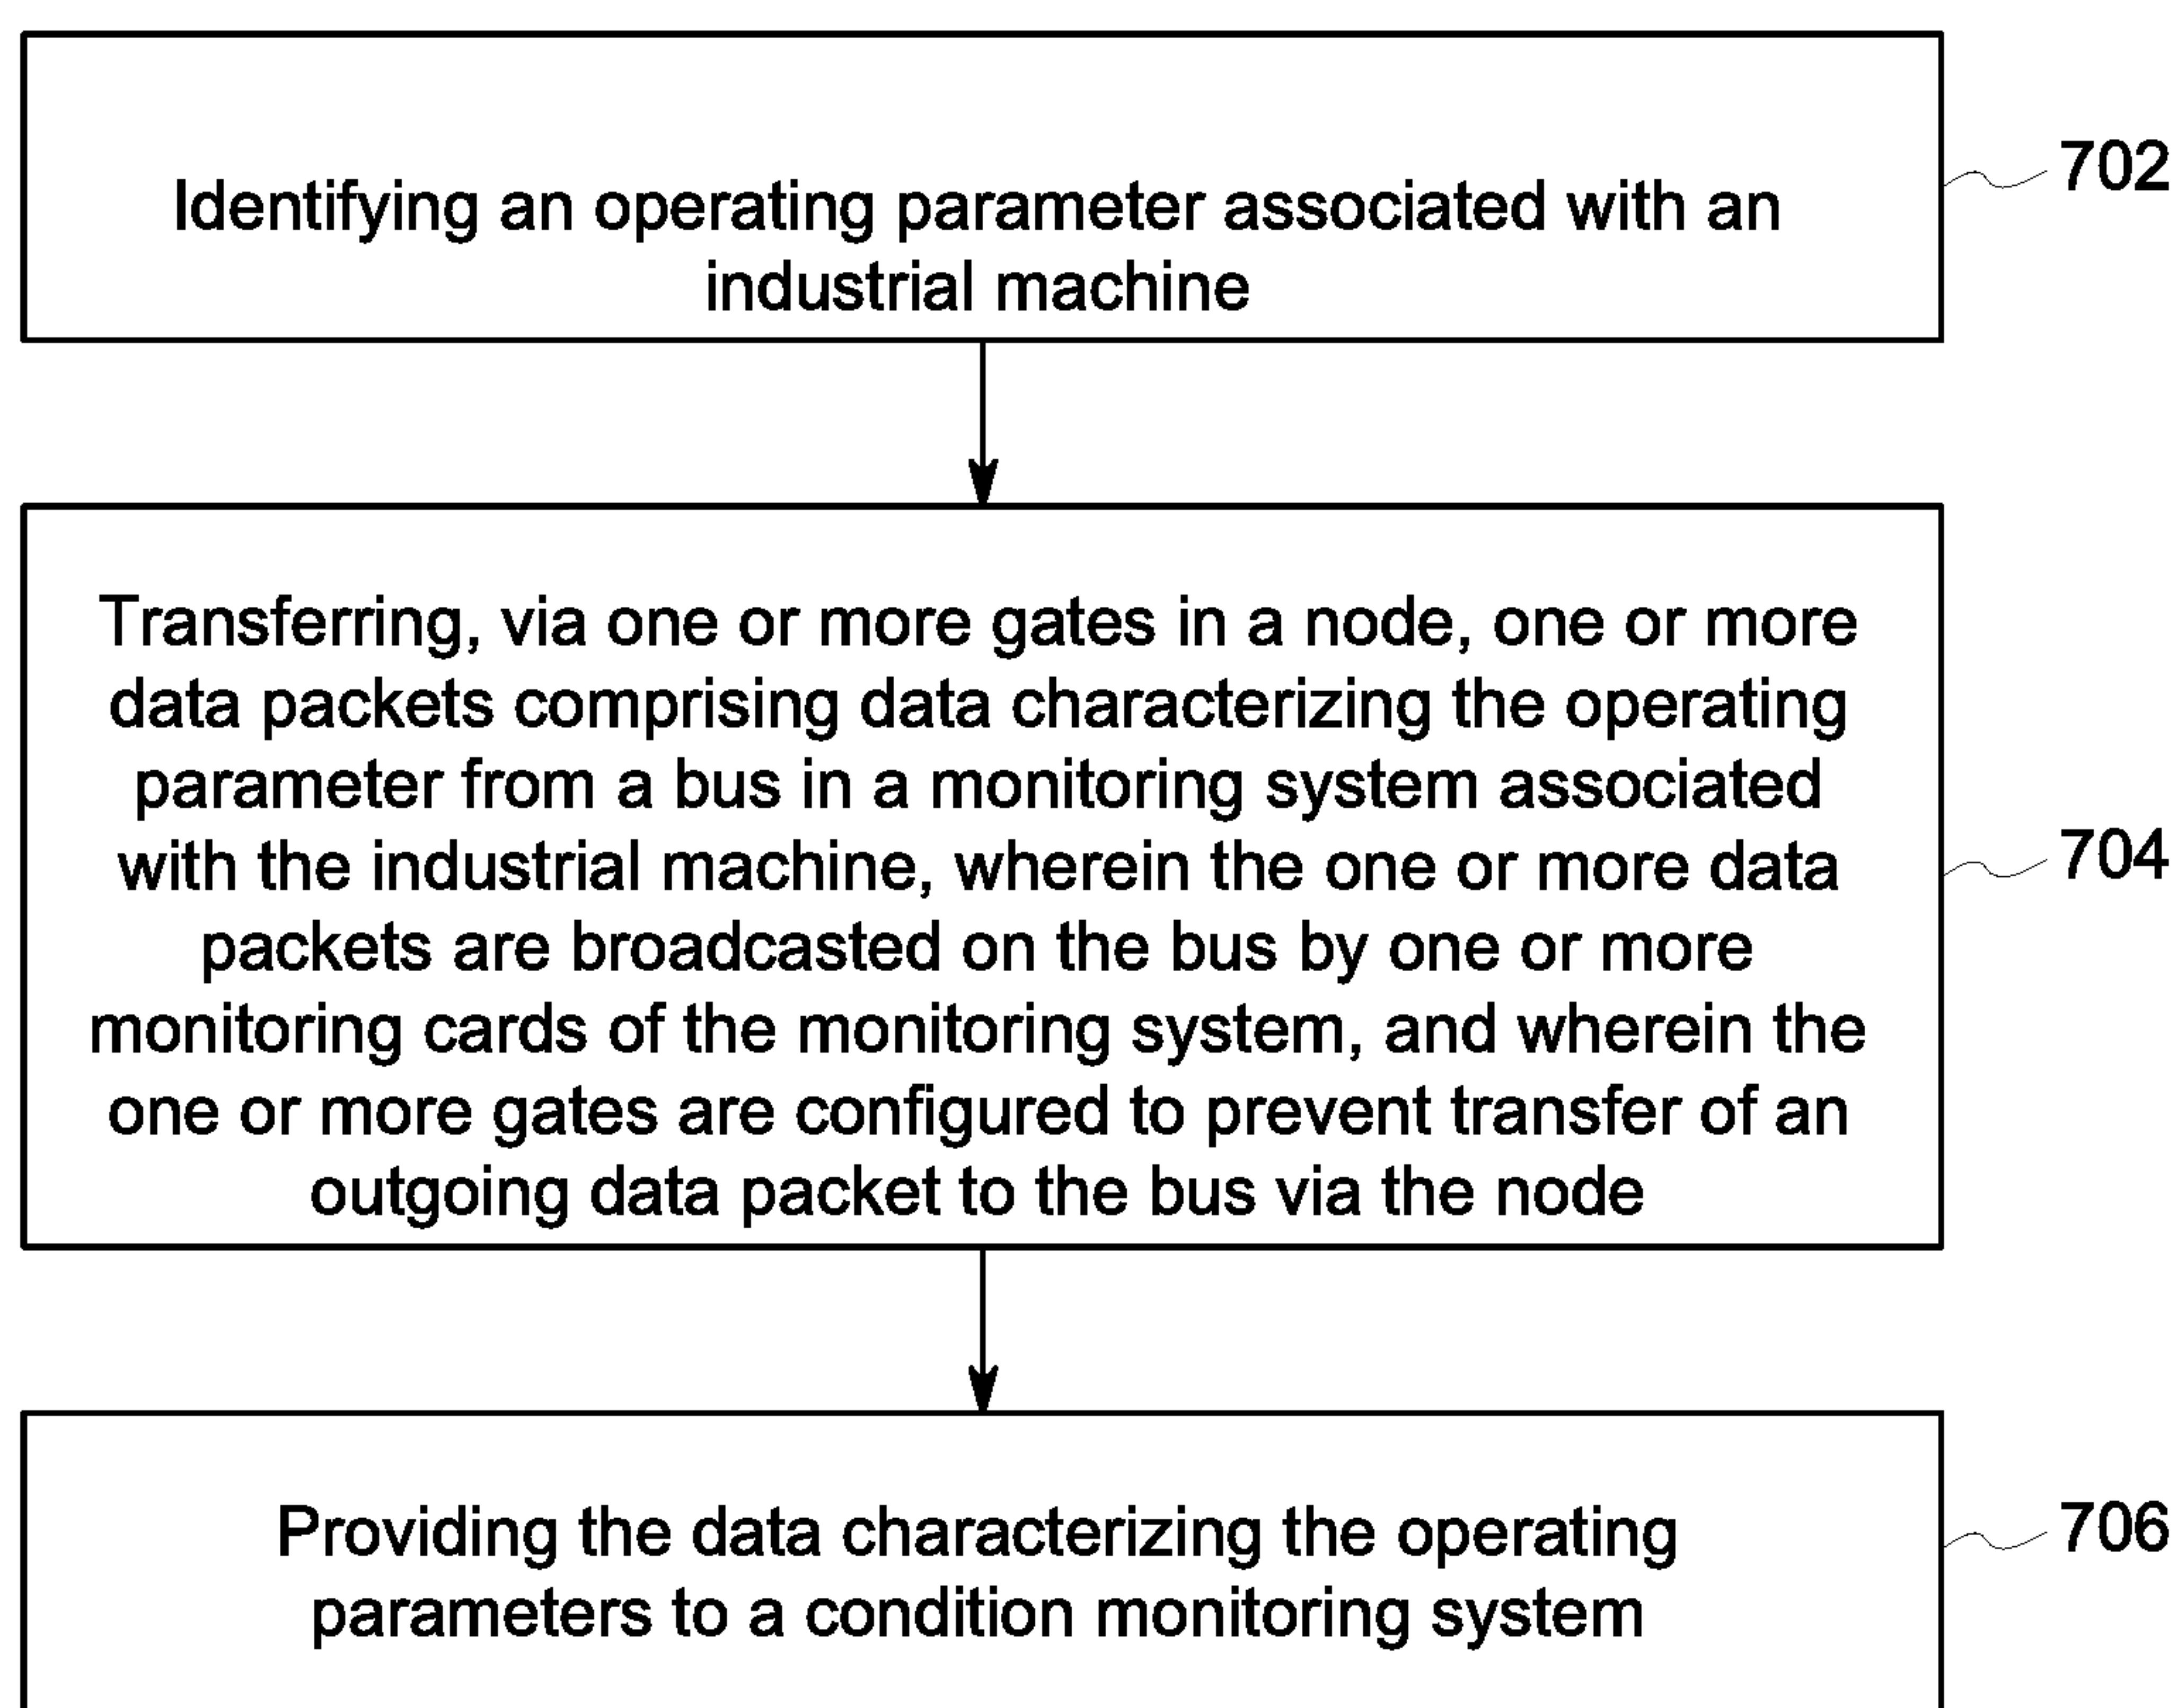 Identifying an operating parameter associated with an
industrial machine
702
Transferring, via one or more gates in a node, one or more
data packets comprising data characterizing the operating
parameter from a bus in a monitoring system associated
with the industrial machine, wherein the one or more data
packets are broadcasted on the bus by one or more
monitoring cards of the monitoring system, and wherein the
one or more gates are configured to prevent transfer of an
outgoing data packet to the bus via the node
704
Providing the data characterizing the operating
parameters to a condition monitoring system
706